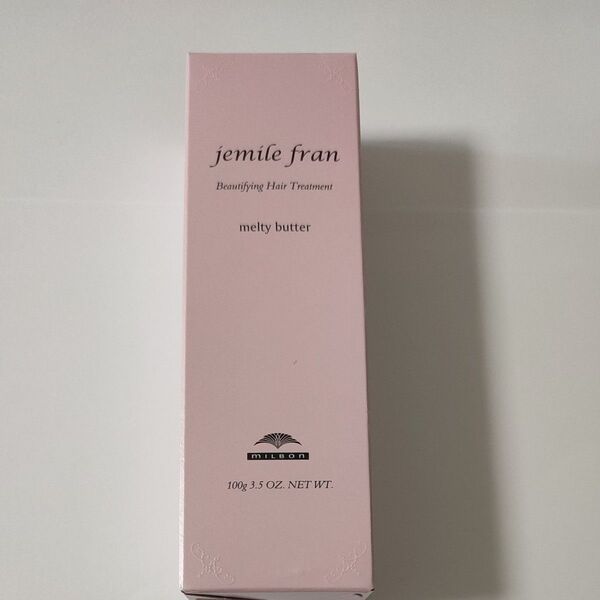 jemile fran
Beautifying Hair Treatment
melty butter
MILBON
100g 3.5 OZ. NET WT.